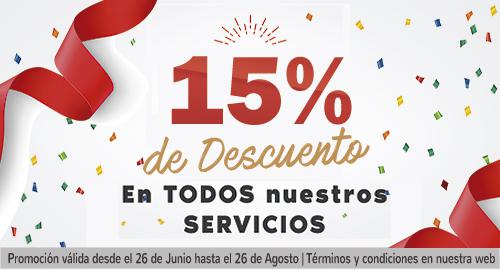 15%
de Descuento
En TODOS nuestros
SERVICIOS
Promoción válida desde el 26 de Junio hasta el 26 de Agosto | Términos y condiciones en nuestra web